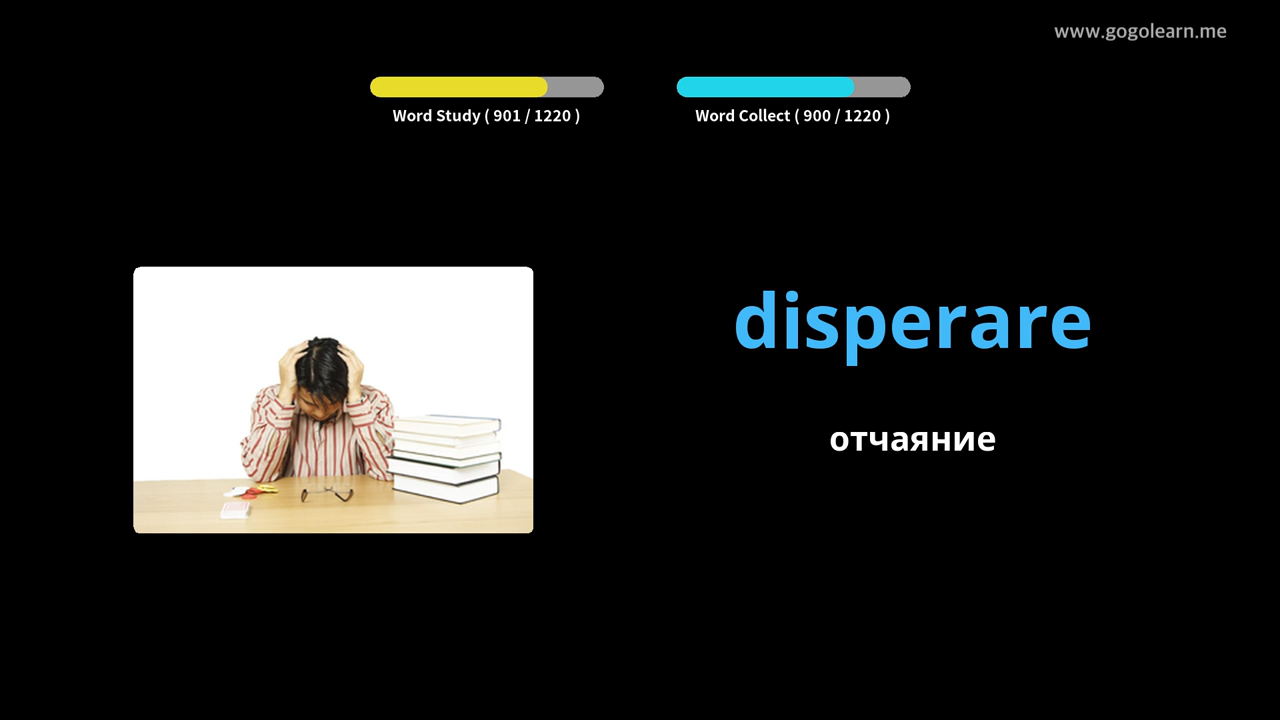 www.gogolearn.me
Word Study ( 901 / 1220 )
Word Collect ( 900 / 1220 )
disperare
отчаяние